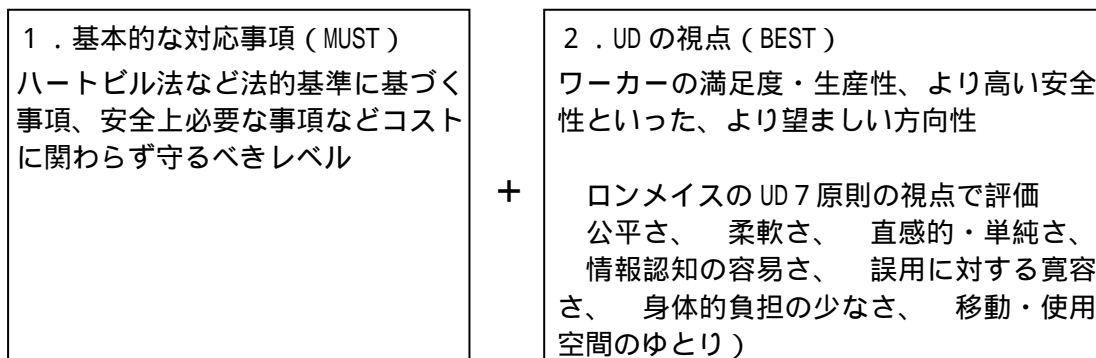 １．基本的な対応事項（MUST）
ハートビル法など法的基準に基づく
事項、安全上必要な事項などコスト
に関わらず守るべきレベル
＋
２．UDの視点（BEST）
ワーカーの満足度・生産性、より高い安全
性といった、より望ましい方向性
ロンメイスのUD７原則の視点で評価
公平さ、　柔軟さ、　直感的・単純さ、
情報認知の容易さ、　誤用に対する寛容
さ、　身体的負担の少なさ、　移動・使用
空間のゆとり）